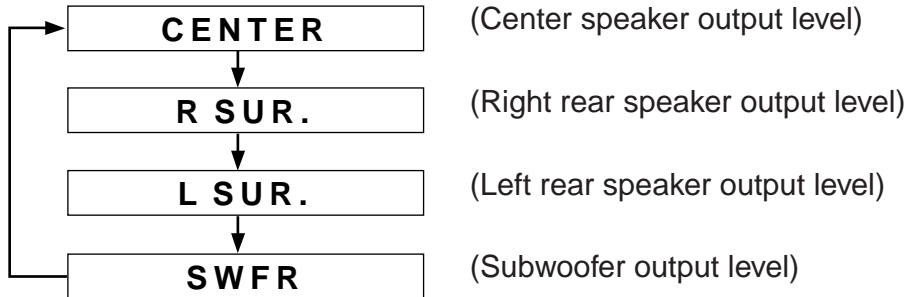 CENTER (Center speaker output level)
R SUR. (Right rear speaker output level)
L SUR. (Left rear speaker output level)
SWFR (Subwoofer output level)